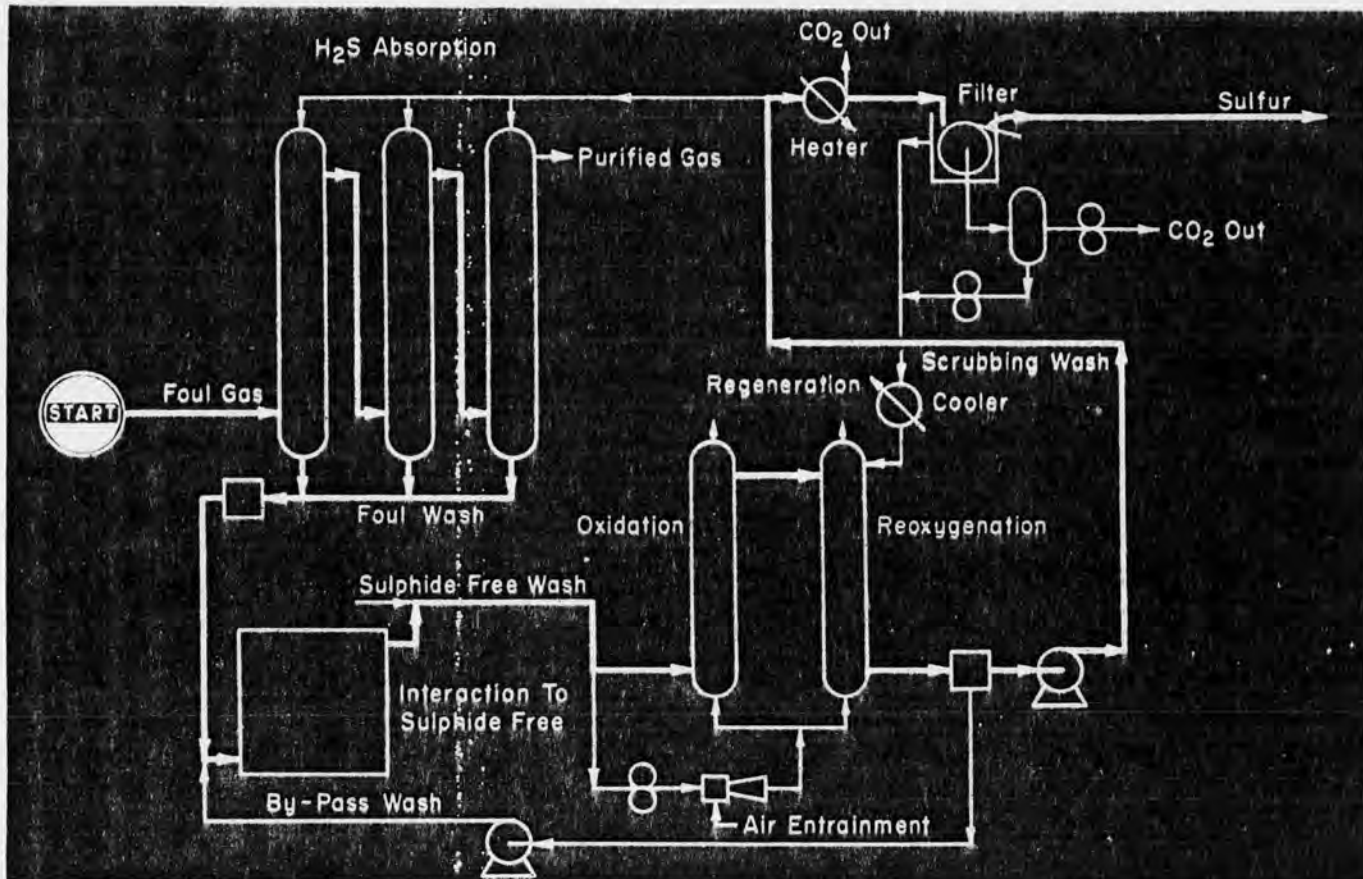 H₂S Absorption
CO₂ Out
Filter
Sulfur
Heater
Purified Gas
CO₂ Out
Scrubbing Wash
START
Foul Gas
Regeneration
Cooler
Foul Wash
Oxidation
Reoxygenation
Sulphide Free Wash
Interaction To
Sulphide Free
By-Pass Wash
Air Entrainment